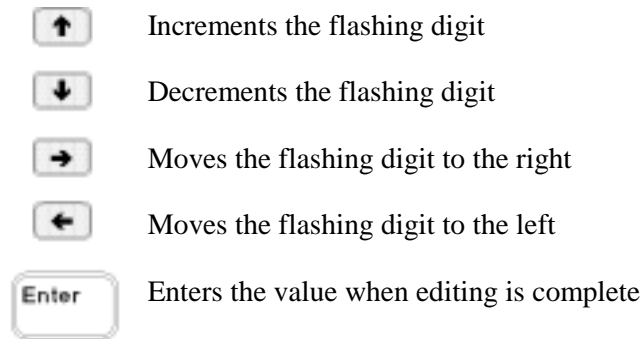 Increments the flashing digit
Decrements the flashing digit
Moves the flashing digit to the right
Moves the flashing digit to the left
Enter Enters the value when editing is complete